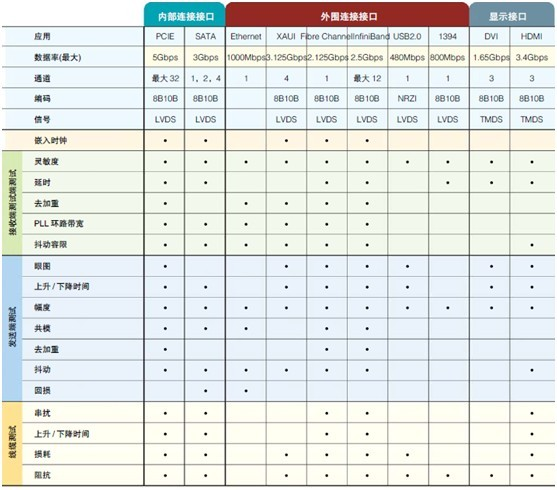 内部连接接口 外围连接接口 显示接口
应用 PCIE SATA Ethernet XAUI Fibre Channel InfiniBand USB2.0 1394 DVI HDMI
数据率(最大) 5Gbps 3Gbps 1000Mbps 3.125Gbps 2.125Gbps 2.5Gbps 480Mbps 800Mbps 1.65Gbps 3.4Gbps
通道 最大 32 1, 2, 4 1 4 1 最大 12 1 1 3 3
编码 8B10B 8B10B 8B10B 8B10B 8B10B NRZI 8B10B 8B10B 8B10B
信号 LVDS LVDS LVDS LVDS LVDS LVDS LVDS TMDS TMDS
嵌入时钟 • • • • •
接收端测试端测试
灵敏度 • • • • • • • • • •
延时 • • • • • • •
去加重 • • • • •
PLL 环路带宽 • • • • • •
抖动容限 • • • • • • •
发送端测试
眼图 • • • • • • •
上升 / 下降时间 • • • • • • • •
幅度 • • • • • • • • • •
共模 • • • • •
去加重 • • •
抖动 • • • • • • •
回损 • •
线缆测试
串扰 • • • • •
上升 / 下降时间 • • • • •
损耗 • • • • • • •
阻抗 • • • • • • • • •